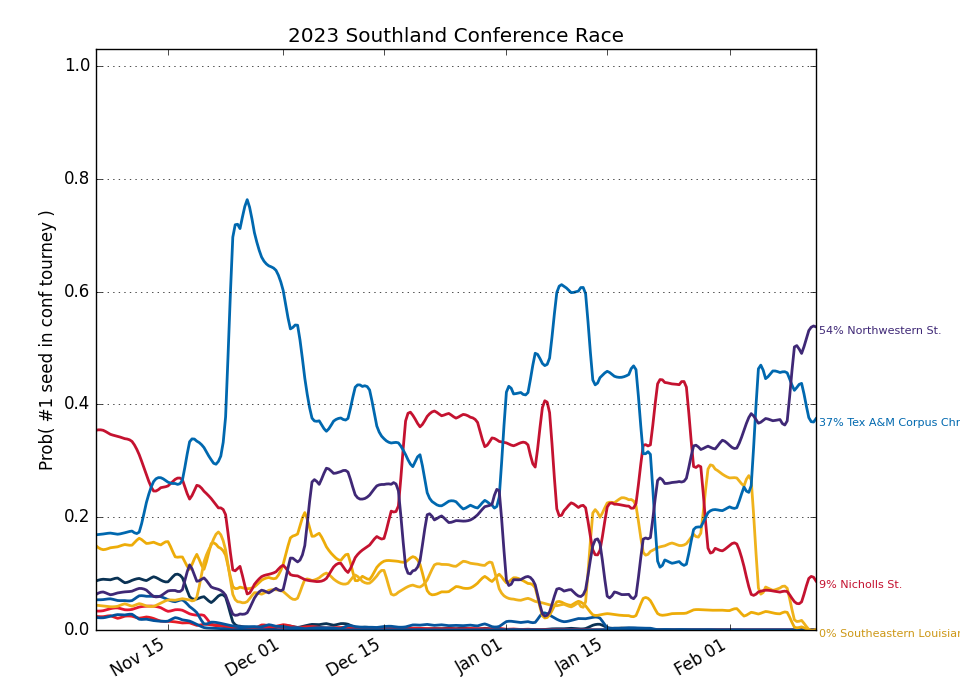 2023 Southland Conference Race
Prob( #1 seed in conf tourney )
1.0
0.8
0.6
0.4
0.2
0.0
Nov 15
Dec 01
Dec 15
Jan 01
Jan 15
Feb 01
54% Northwestern St.
37% Tex A&M Corpus Chr
9% Nicholls St.
0% Southeastern Louisian